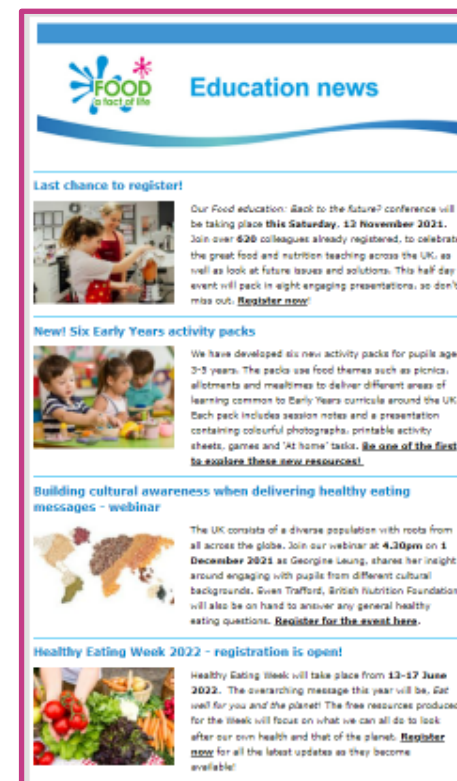 FOOD
a fact of life
Education news
Last chance to register!
Our Food education: Back to the future? conference will
be taking place this Saturday, 13 November 2021.
Join over 620 colleagues already registered, to celebrate
the great food and nutrition teaching across the UK, as
well as look at future issues and solutions. This half day
event will pack in eight engaging presentations, so don't
miss out. Register now!
New! Six Early Years activity packs
We have developed six new activity packs for pupils age
3-5 years. The packs use food themes such as picnics,
allotments and mealtimes to deliver different areas of
learning common to Early Years curricula around the UK
Each pack includes session notes and a presentation
containing colourful photographs, printable activity
sheets, games and 'At home' tasks. Be one of the first
to explore these new resources!
Building cultural awareness when delivering healthy eating
messages - webinar
The UK consists of a diverse population with roots from
all across the globe. Join our webinar at 4.30pm on 1
December 2021 as Georgine Leung, shares her insight
around engaging with pupils from different cultural
backgrounds. Ewen Trafford, British Nutrition Foundation
will also be on hand to answer any general healthy
eating questions. Register for the event here.
Healthy Eating Week 2022 - registration is open!
Healthy Eating Week will take place from 13-17 June
2022. The overarching message this year will be, Eat
well for you and the planet! The free resources produced
for the Week will focus on what we can all do to look
after our own health and that of the planet. Register
now for all the latest updates as they become
available!